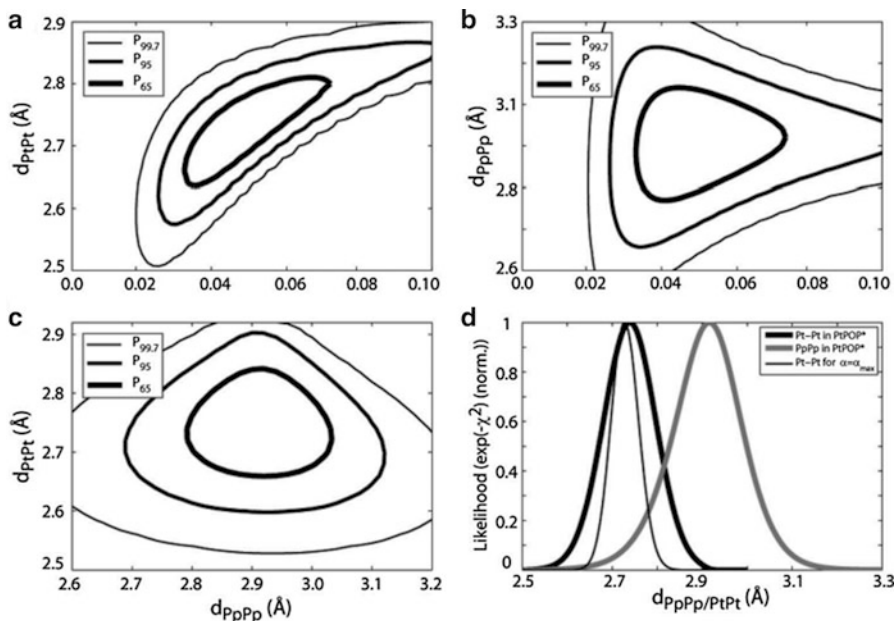 a
2.9
2.8
2.7
2.6
2.5
d_PtPt (Å)
P_99.7
P_95
P_65
0.0
0.02
0.04
0.06
0.08
0.10
b
3.3
3.1
2.8
2.6
d_PpPp (Å)
P_99.7
P_95
P_65
0.0
0.02
0.04
0.06
0.08
0.10
c
2.9
2.8
2.7
2.6
2.5
d_PtPt (Å)
P_99.7
P_95
P_65
2.6
2.7
2.8
2.9
3.0
3.1
3.2
d_PpPp (Å)
d
1
0.8
0.6
0.4
0.2
0
Likelihood (exp(-χ²) (norm.))
Pt-Pt in PtPOP*
PpPp in PtPOP*
Pt-Pt for α=α_max
2.5
2.7
2.9
3.1
3.3
d_PpPp/PtPt (Å)